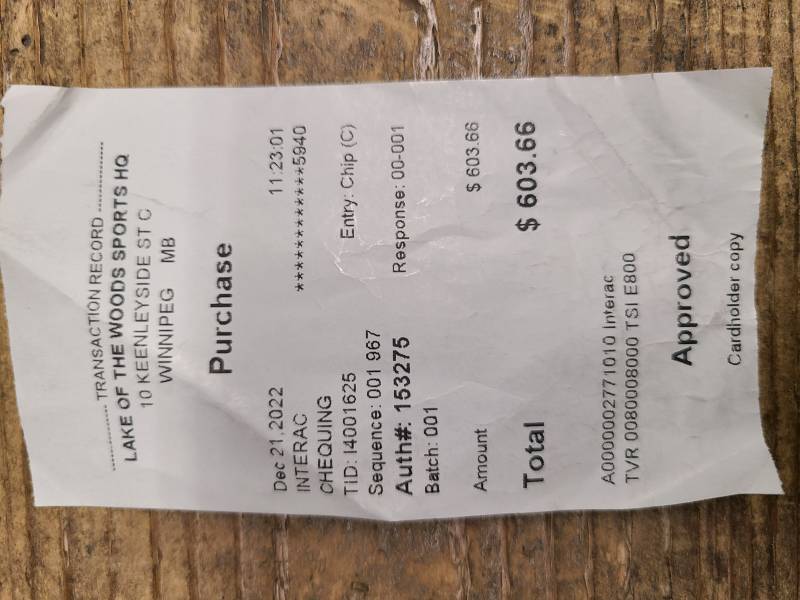 ---------- TRANSACTION RECORD ----------
LAKE OF THE WOODS SPORTS HQ
10 KEENLEYSIDE ST C
WINNIPEG MB
Purchase
Dec 21,2022 11:23:01
INTERAC ************5940
CHEQUING
TID: I4001625 Entry: Chip (C)
Sequence: 001 967
Auth#: 153275 Response: 00-001
Batch: 001
Amount $ 603.66
Total $ 603.66
A0000002771010 Interac
TVR 0080008000 TSI E800
Approved
Cardholder copy